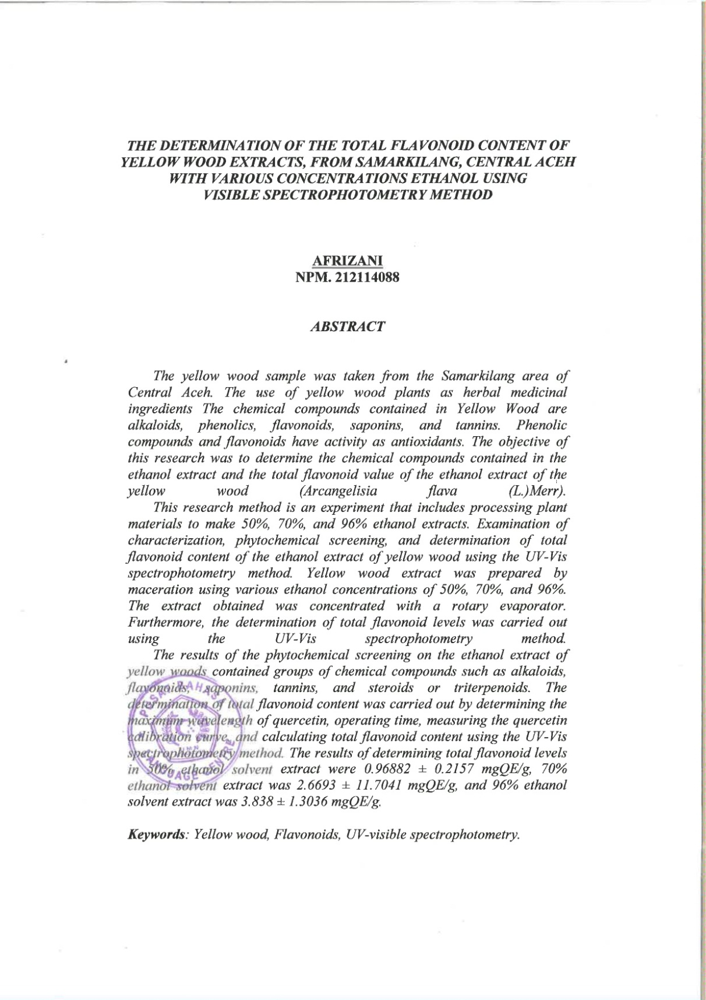 THE DETERMINATION OF THE TOTAL FLAVONOID CONTENT OF
YELLOW WOOD EXTRACTS, FROM SAMARKILANG, CENTRAL ACEH
WITH VARIOUS CONCENTRATIONS ETHANOL USING
VISIBLE SPECTROPHOTOMETRY METHOD
AFRIZANI
NPM. 212114088
ABSTRACT
The yellow wood sample was taken from the Samarkilang area of
Central Aceh. The use of yellow wood plants as herbal medicinal
ingredients The chemical compounds contained in Yellow Wood are
alkaloids, phenolics, flavonoids, saponins, and tannins. Phenolic
compounds and flavonoids have activity as antioxidants. The objective of
this research was to determine the chemical compounds contained in the
ethanol extract and the total flavonoid value of the ethanol extract of the
yellow wood (Arcangelisia flava (L.)Merr).
This research method is an experiment that includes processing plant
materials to make 50%, 70%, and 96% ethanol extracts. Examination of
characterization, phytochemical screening, and determination of total
flavonoid content of the ethanol extract of yellow wood using the UV-Vis
spectrophotometry method. Yellow wood extract was prepared by
maceration using various ethanol concentrations of 50%, 70%, and 96%.
The extract obtained was concentrated with a rotary evaporator.
Furthermore, the determination of total flavonoid levels was carried out
using the UV-Vis spectrophotometry method.
The results of the phytochemical screening on the ethanol extract of
yellow woods contained groups of chemical compounds such as alkaloids,
flavonoids, saponins, tannins, and steroids or triterpenoids. The
determination of total flavonoid content was carried out by determining the
maximum wavelength of quercetin, operating time, measuring the quercetin
calibration curve, and calculating total flavonoid content using the UV-Vis
spectrophotometry method. The results of determining total flavonoid levels
in 50% ethanol solvent extract were 0.96882 ± 0.2157 mgQE/g, 70%
ethanol solvent extract was 2.6693 ± 11.7041 mgQE/g, and 96% ethanol
solvent extract was 3.838 ± 1.3036 mgQE/g.
Keywords: Yellow wood, Flavonoids, UV-visible spectrophotometry.
PUSAT BAHASA
LANGUAGE CENTRE